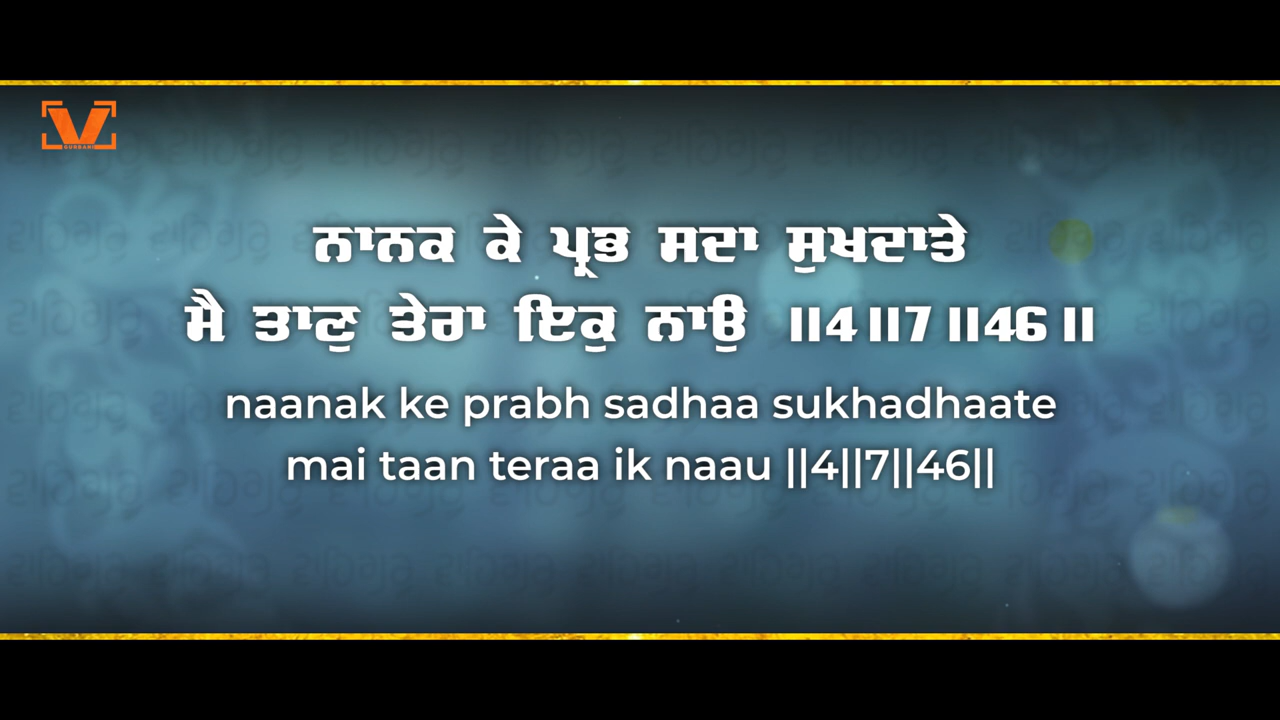 GURBANI
ਨਾਨਕ ਕੇ ਪ੍ਰਭ ਸਦਾ ਸੁਖਦਾਤੇ
ਮੈ ਤਾਣੁ ਤੇਰਾ ਇਕੁ ਨਾਉ ॥4॥7॥46॥
naanak ke prabh sadhaa sukhadhaate
mai taan teraa ik naau ||4||7||46||